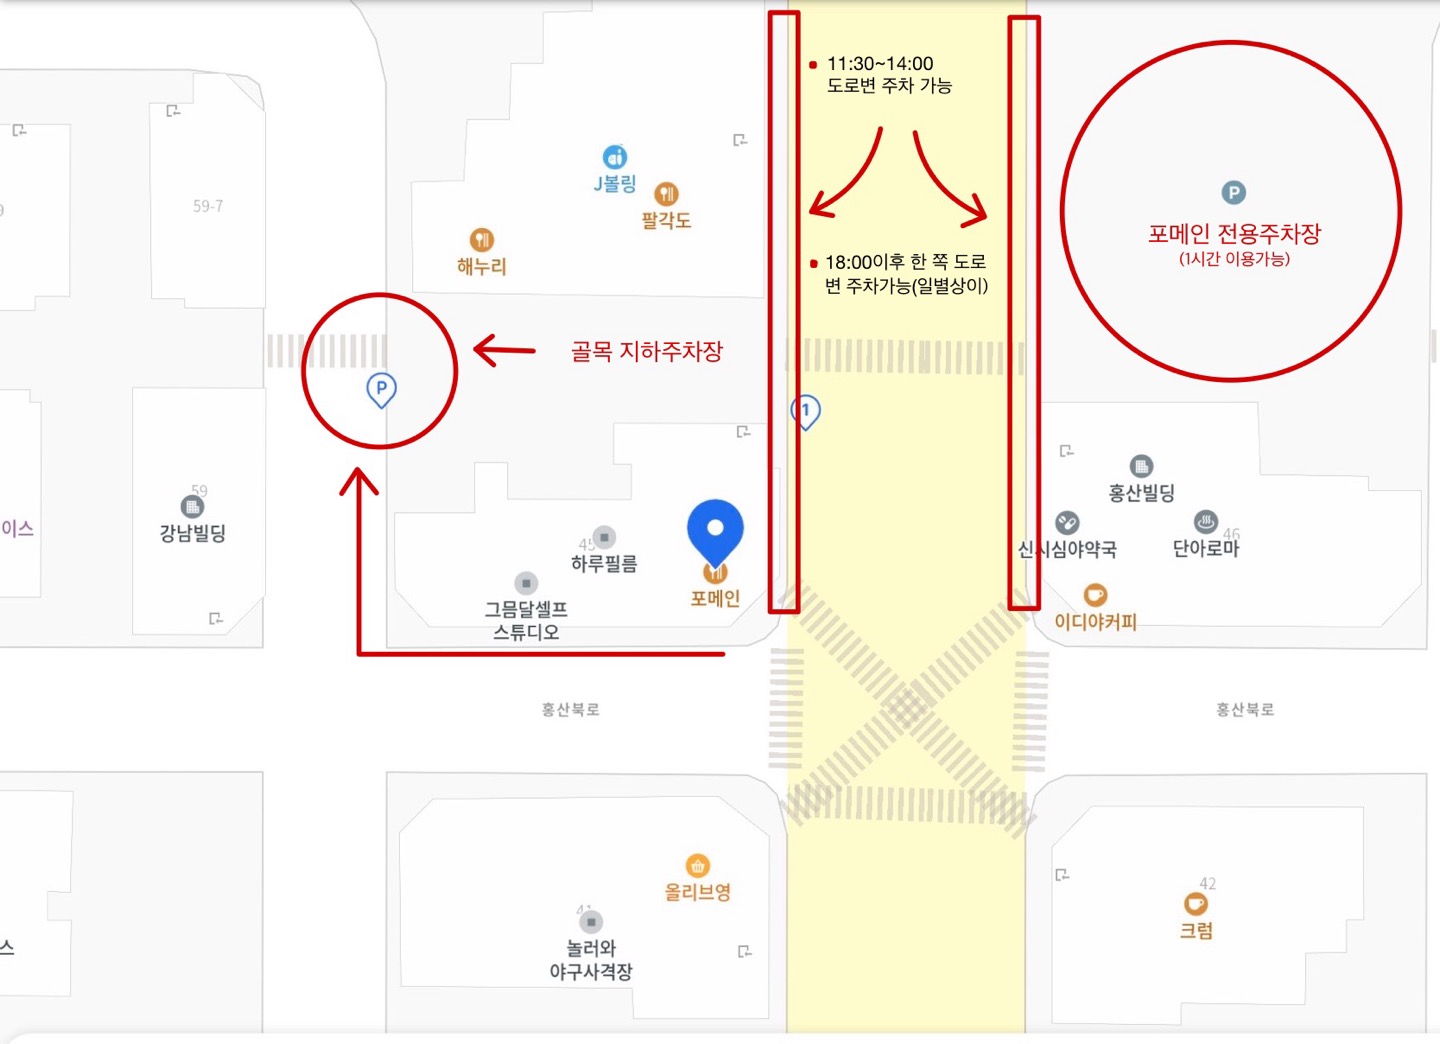 11:30~14:00
도로변 주차 가능
J볼링
팔각도
59-7
P
포메인 전용주차장
(1시간 이용가능)
해누리
18:00이후 한 쪽 도로
변 주차가능(일별상이)
골목 지하주차장
P
1
59
강남빌딩
이스
홍산빌딩
신시심야약국
46
단아로마
45
하루필름
포메인
그믐달셀프
스튜디오
이디야커피
홍산북로
홍산북로
올리브영
41
놀러와
야구사격장
42
크럼
스